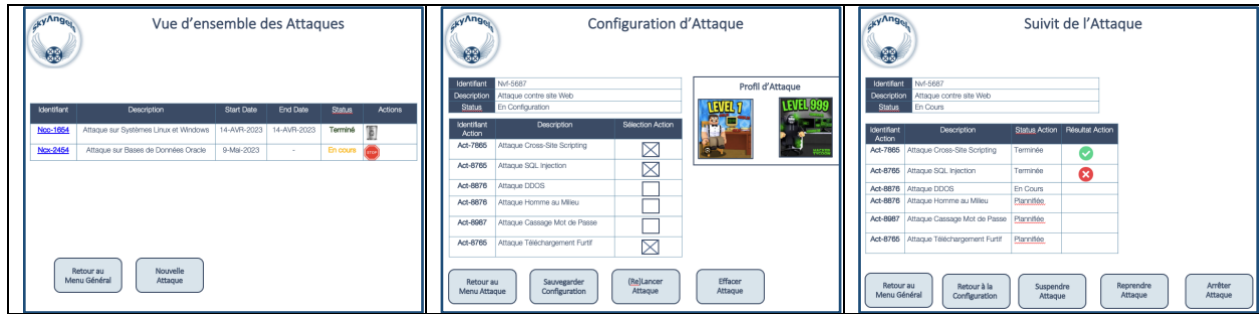 skyAngels
Vue d'ensemble des Attaques
Identifiant Description Start Date End Date Status Actions
Ncc-1654 Attaque sur Systèmes Linux et Windows 14-AVR-2023 14-AVR-2023 Terminé
Ncx-2454 Attaque sur Bases de Données Oracle 9-Mai-2023 - En cours STOP
Retour au
Menu Général
Nouvelle
Attaque
skyAngels
Configuration d'Attaque
Identifiant Nvf-5687
Description Attaque contre site Web
Status En Configuration
Profil d'Attaque
LEVEL 1
LEVEL 999
Identifiant
Action
Description Sélection Action
Act-7865 Attaque Cross-Site Scripting
Act-8765 Attaque SQL Injection
Act-8876 Attaque DDOS
Act-8876 Attaque Homme au Milieu
Act-8987 Attaque Cassage Mot de Passe
Act-8765 Attaque Téléchargement Furtif
Retour au
Menu Attaque
Sauvegarder
Configuration
(Re)Lancer
Attaque
Effacer
Attaque
skyAngels
Suivit de l'Attaque
Identifiant Nvf-5687
Description Attaque contre site Web
Status En Cours
Identifiant
Action
Description Status Action Résultat Action
Act-7865 Attaque Cross-Site Scripting Terminée
Act-8765 Attaque SQL Injection Terminée
Act-8876 Attaque DDOS En Cours
Act-8876 Attaque Homme au Milieu Plannifiée
Act-8987 Attaque Cassage Mot de Passe Plannifiée
Act-8765 Attaque Téléchargement Furtif Plannifiée
Retour au
Menu Général
Retour à la
Configuration
Suspendre
Attaque
Reprendre
Attaque
Arrêter
Attaque